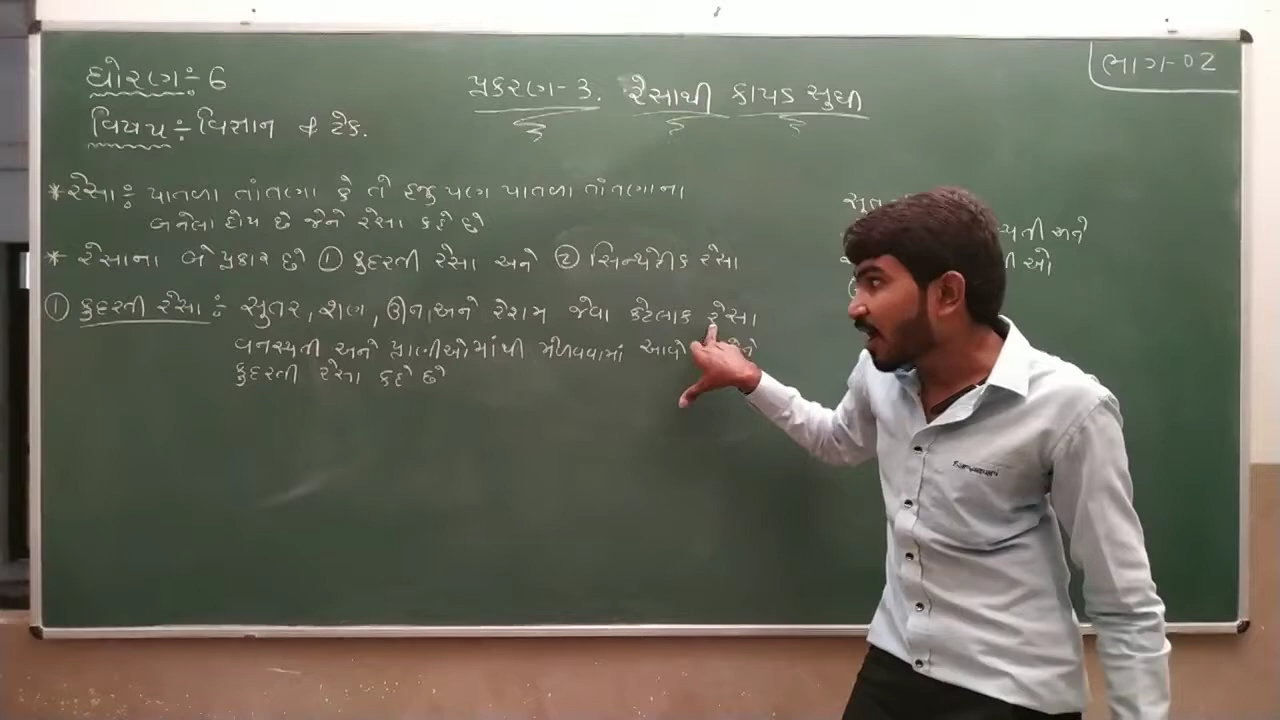 ધોરણ:- 6
વિષય:- વિજ્ઞાન & ટેક.
પ્રકરણ-3. રેસાથી કાપડ સુધી
ભાગ-02
*રેસા:- પાતળા તાંતણા કે તે હજુ પણ પાતળા તાંતણાના
બનેલા હોય છે જેને રેસા કહે છે
* રેસાના બે પ્રકાર છે ① કુદરતી રેસા અને ② સિન્થેટીક રેસા
① કુદરતી રેસા:- સુતર, શણ, ઊન, અને રેશમ જેવા કેટલાક રેસા
વનસ્પતી અને પ્રાણીઓમાંથી મેળવવામાં આવે
કુદરતી રેસા કહે છે
સુત
અને